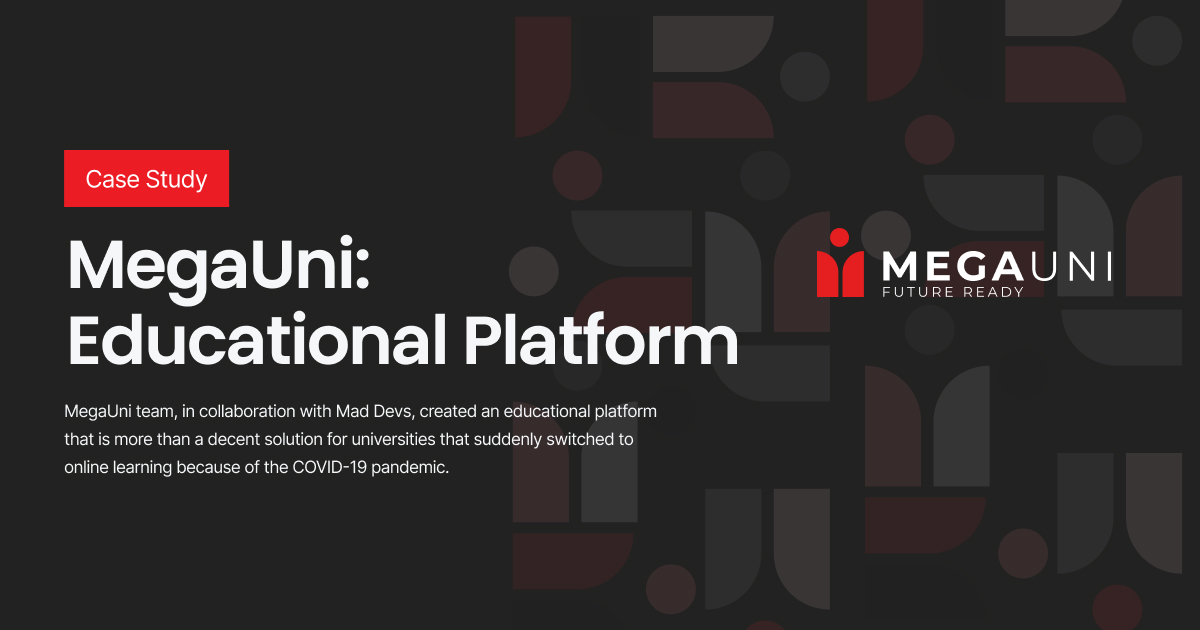 Case Study
MegaUni:
Educational Platform
MegaUni team, in collaboration with Mad Devs, created an educational platform
that is more than a decent solution for universities that suddenly switched to
online learning because of the COVID-19 pandemic.
MEGAUNI
FUTURE READY